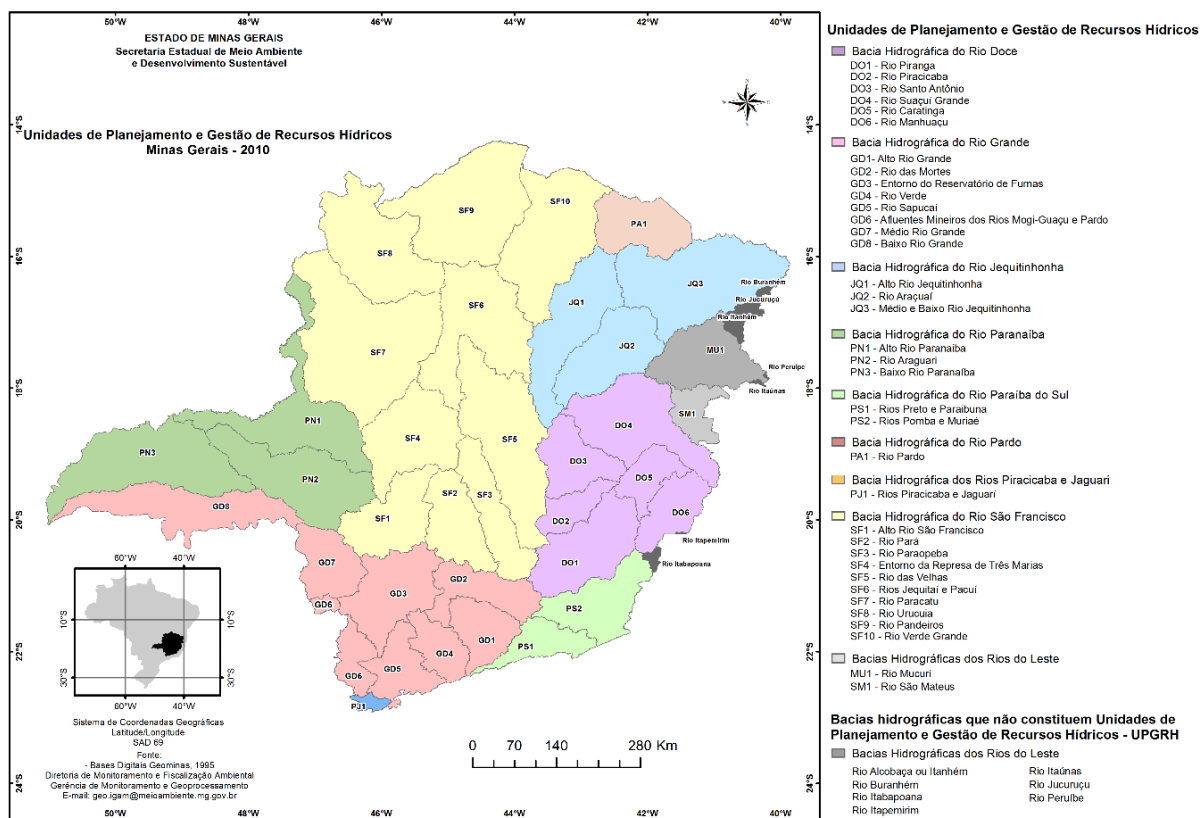 48°W
46°W
44°W
42°W
40°W
ESTADO DE MINAS GERAIS
Secretaria Estadual de Meio Ambiente
e Desenvolvimento Sustentável
Unidades de Planejamento e Gestão de Recursos Hídricos
Minas Gerais - 2010
14°S
14°S
16°S
16°S
18°S
18°S
20°S
20°S
22°S
22°S
24°S
24°S
SF9
SF10
PA1
SF8
JQ3
Rio Buranhém
JQ1
Rio Jucuruçú
SF6
Rio Itanhém
JQ2
MU1
SF7
Rio Peruípe
Rio Itaúnas
SM1
PN1
DO4
SF4
SF5
PN3
DO3
PN2
DO5
SF2
SF3
GD8
SF1
DO2
DO6
Rio Itapemirim
GD7
DO1
Rio Itabapoana
GD2
GD3
GD6
PS2
GD1
PS1
GD4
GD5
GD6
PJ1
60°W
40°W
10°S
10°S
30°S
30°S
60°W
40°W
Sistema de Coordenadas Geográficas
Latitude/Longitude
SAD 69
Fonte:
- Bases Digitais Geominas, 1995
Diretoria de Monitoramento e Fiscalização Ambiental
Gerência de Monitoramento e Geoprocessamento
E-mail: geo.igam@meioambiente.mg.gov.br
0 70 140 280 Km
48°W
46°W
44°W
42°W
40°W
Unidades de Planejamento e Gestão de Recursos Hídricos
Bacia Hidrográfica do Rio Doce
DO1 - Rio Piranga
DO2 - Rio Piracicaba
DO3 - Rio Santo Antônio
DO4 - Rio Suaçuí Grande
DO5 - Rio Caratinga
DO6 - Rio Manhuaçu
Bacia Hidrográfica do Rio Grande
GD1- Alto Rio Grande
GD2 - Rio das Mortes
GD3 - Entorno do Reservatório de Furnas
GD4 - Rio Verde
GD5 - Rio Sapucaí
GD6 - Afluentes Mineiros dos Rios Mogi-Guaçu e Pardo
GD7 - Médio Rio Grande
GD8 - Baixo Rio Grande
Bacia Hidrográfica do Rio Jequitinhonha
JQ1 - Alto Rio Jequitinhonha
JQ2 - Rio Araçuaí
JQ3 - Médio e Baixo Rio Jequitinhonha
Bacia Hidrográfica do Rio Paranaíba
PN1 - Alto Rio Paranaíba
PN2 - Rio Araguari
PN3 - Baixo Rio Paranaíba
Bacia Hidrográfica do Rio Paraíba do Sul
PS1 - Rios Preto e Paraibuna
PS2 - Rios Pomba e Muriaé
Bacia Hidrográfica do Rio Pardo
PA1 - Rio Pardo
Bacia Hidrográfica dos Rios Piracicaba e Jaguari
PJ1 - Rios Piracicaba e Jaguarí
Bacia Hidrográfica do Rio São Francisco
SF1 - Alto Rio São Francisco
SF2 - Rio Pará
SF3 - Rio Paraopeba
SF4 - Entorno da Represa de Três Marias
SF5 - Rio das Velhas
SF6 - Rios Jequitaí e Pacuí
SF7 - Rio Paracatu
SF8 - Rio Urucuia
SF9 - Rio Pandeiros
SF10 - Rio Verde Grande
Bacias Hidrográficas dos Rios do Leste
MU1 - Rio Mucuri
SM1 - Rio São Mateus
Bacias hidrográficas que não constituem Unidades de
Planejamento e Gestão de Recursos Hídricos - UPGRH
Bacias Hidrográficas dos Rios do Leste
Rio Alcobaça ou Itanhém Rio Itaúnas
Rio Buranhém Rio Jucuruçu
Rio Itabapoana Rio Peruíbe
Rio Itapemirim